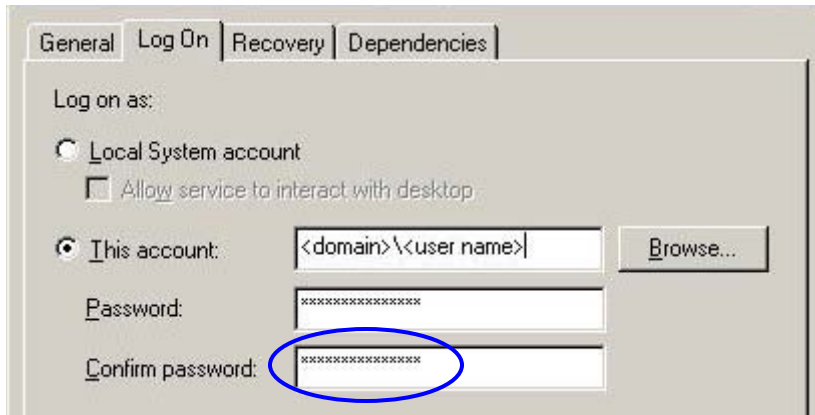 General Log On Recovery Dependencies
Log on as:
Local System account
Allow service to interact with desktop
This account: <domain>\<user name> Browse...
Password: ***************
Confirm password: ***************